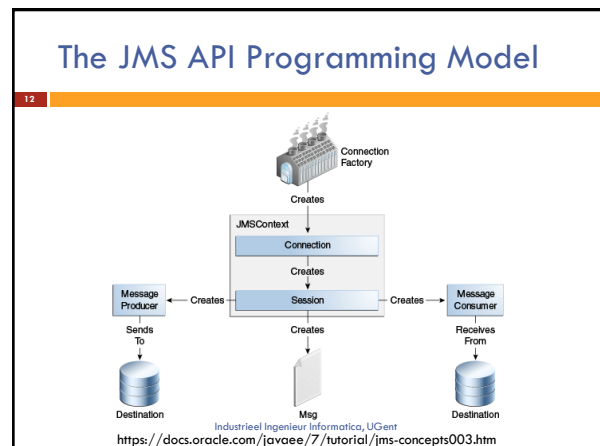 The JMS API Programming Model
12
Connection
Factory
Creates
JMSContext
Connection
Creates
Message
Producer
Creates
Session
Creates
Message
Consumer
Sends
To
Creates
Receives
From
Destination
Msg
Destination
Industrieel Ingenieur Informatica, UGent
https://docs.oracle.com/javaee/7/tutorial/jms-concepts003.htm